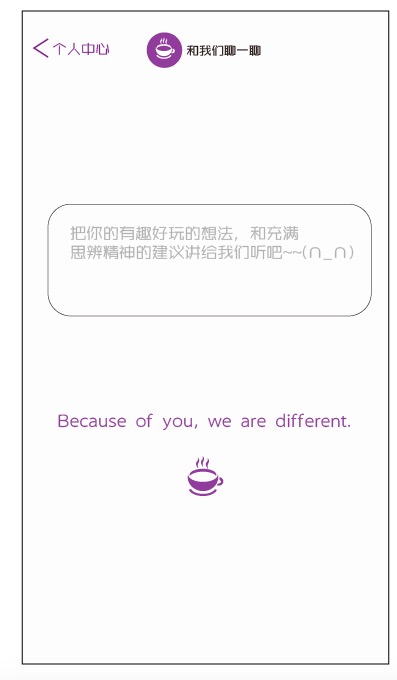 个人中心
和我们聊一聊
把你的有趣好玩的想法，和充满
思辨精神的建议讲给我们听吧~~(∩_∩)
Because of you, we are different.